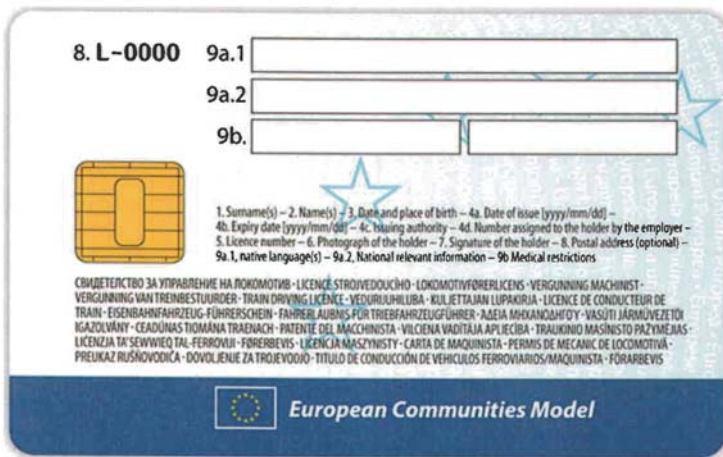 8. L-0000
9a.1
9a.2
9b.
1. Surname(s) – 2. Name(s) – 3. Date and place of birth – 4a. Date of issue [yyyy/mm/dd] –
4b. Expiry date [yyyy/mm/dd] – 4c. Issuing authority – 4d. Number assigned to the holder by the employer –
5. Licence number – 6. Photograph of the holder – 7. Signature of the holder – 8. Postal address (optional) –
9a.1, native language(s) – 9a.2, National relevant information – 9b Medical restrictions
СВИДЕТЕЛСТВО ЗА УПРАВЛЕНИЕ НА ЛОКОМОТИВ · LICENCE STROJVEDOUCÍHO · LOKOMOTIVFØRERLICENS · VERGUNNING MACHINIST ·
VERGUNNING VAN TREINBESTUURDER · TRAIN DRIVING LICENCE · VEDURIJUHILUBA · KULJETTAJAN LUPAKIRJA · LICENCE DE CONDUCTEUR DE
TRAIN · EISENBAHNFAHRZEUG-FÜHRERSCHEIN · FAHRERLAUBNIS FÜR TRIEBFAHRZEUGFÜHRER · ΆΔΕΙΑ ΜΗΧΑΝΟΔΗΓΟΥ · VASÚTI JÁRMŰVEZETŐI
IGAZOLVÁNY · CEADÚNAS TIOMÁNA TRAENACH · PATENTE DEL MACCHINISTA · VILCIENA VADĪTĀJA APLIECĪBA · TRAUKINIO MAŠINISTO PAŽYMĖJIMAS ·
LIĊENZJA TA' SEWWIEQ TAL-FERROVIJI · FØRERBEVIS · LICENCJA MASZYNISTY · CARTA DE MAQUINISTA · PERMIS DE MECANIC DE LOCOMOTIVĂ ·
PREUKAZ RUŠŇOVODIČA · DOVOLJENJE ZA TROJEVODJO · TITULO DE CONDUCCIÓN DE VEHICULOS FERROVIARIOS/MAQUINISTA · FÖRARBEVIS
European Communities Model